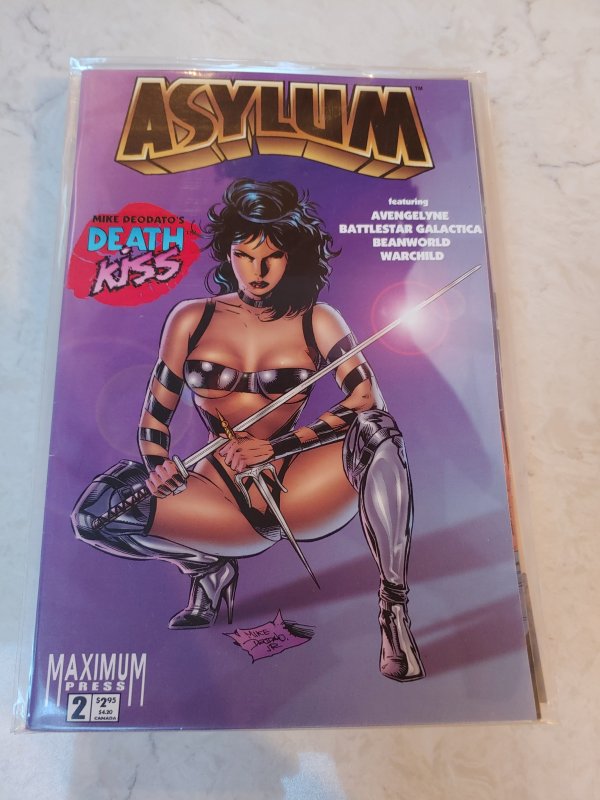 ASYLUM™
MIKE DEODATO'S
DEATH
KISS
featuring
AVENGELYNE
BATTLESTAR GALACTICA
BEANWORLD
WARCHILD
MIKE
DEODATO
JR
MAXIMUM
PRESS
2
$2.95
$4.20
CANADA